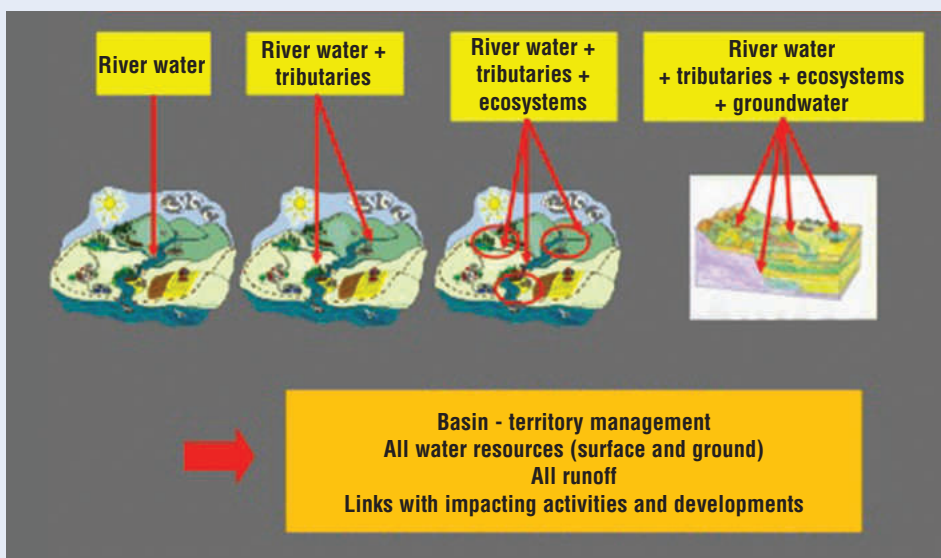 River water
River water +
tributaries
River water +
tributaries +
ecosystems
River water
+ tributaries + ecosystems
+ groundwater
Basin - territory management
All water resources (surface and ground)
All runoff
Links with impacting activities and developments